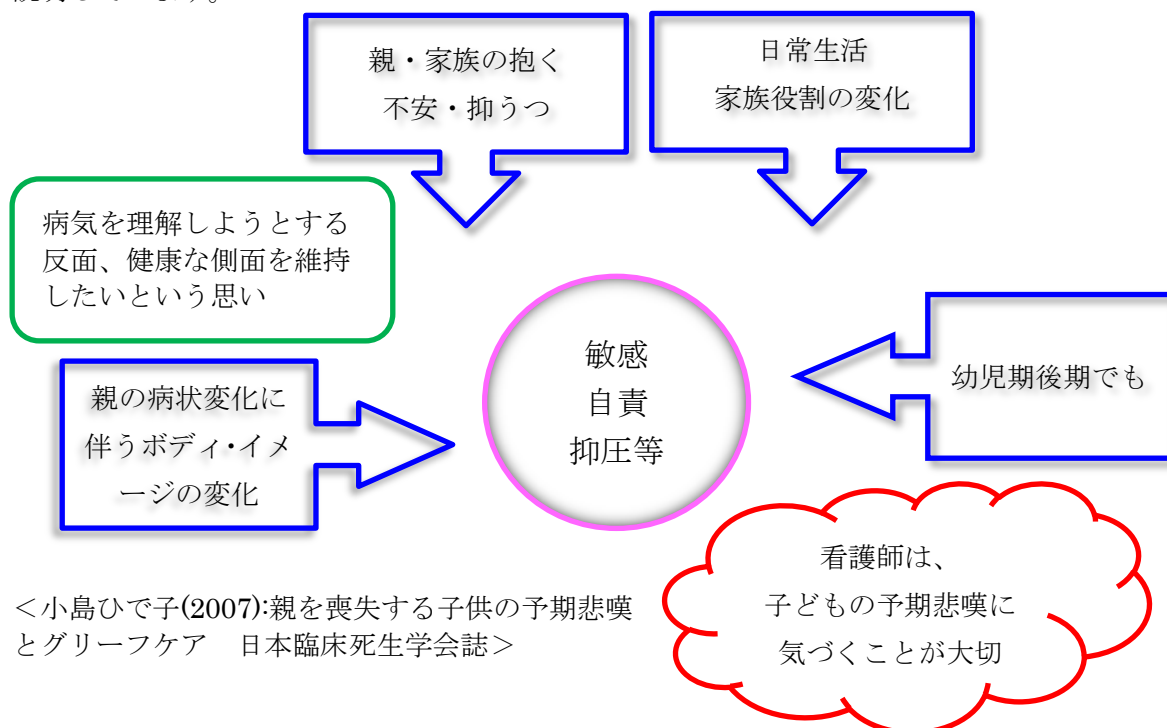 親・家族の抱く
不安・抑うつ
日常生活
家族役割の変化
病気を理解しようとする
反面、健康な側面を維持
したいという思い
敏感
自責
抑圧等
幼児期後期でも
親の病状変化に
伴うボディ・イメ
ージの変化
看護師は、
子どもの予期悲嘆に
気づくことが大切
＜小島ひで子(2007):親を喪失する子供の予期悲嘆
とグリーフケア　日本臨床死生学会誌＞